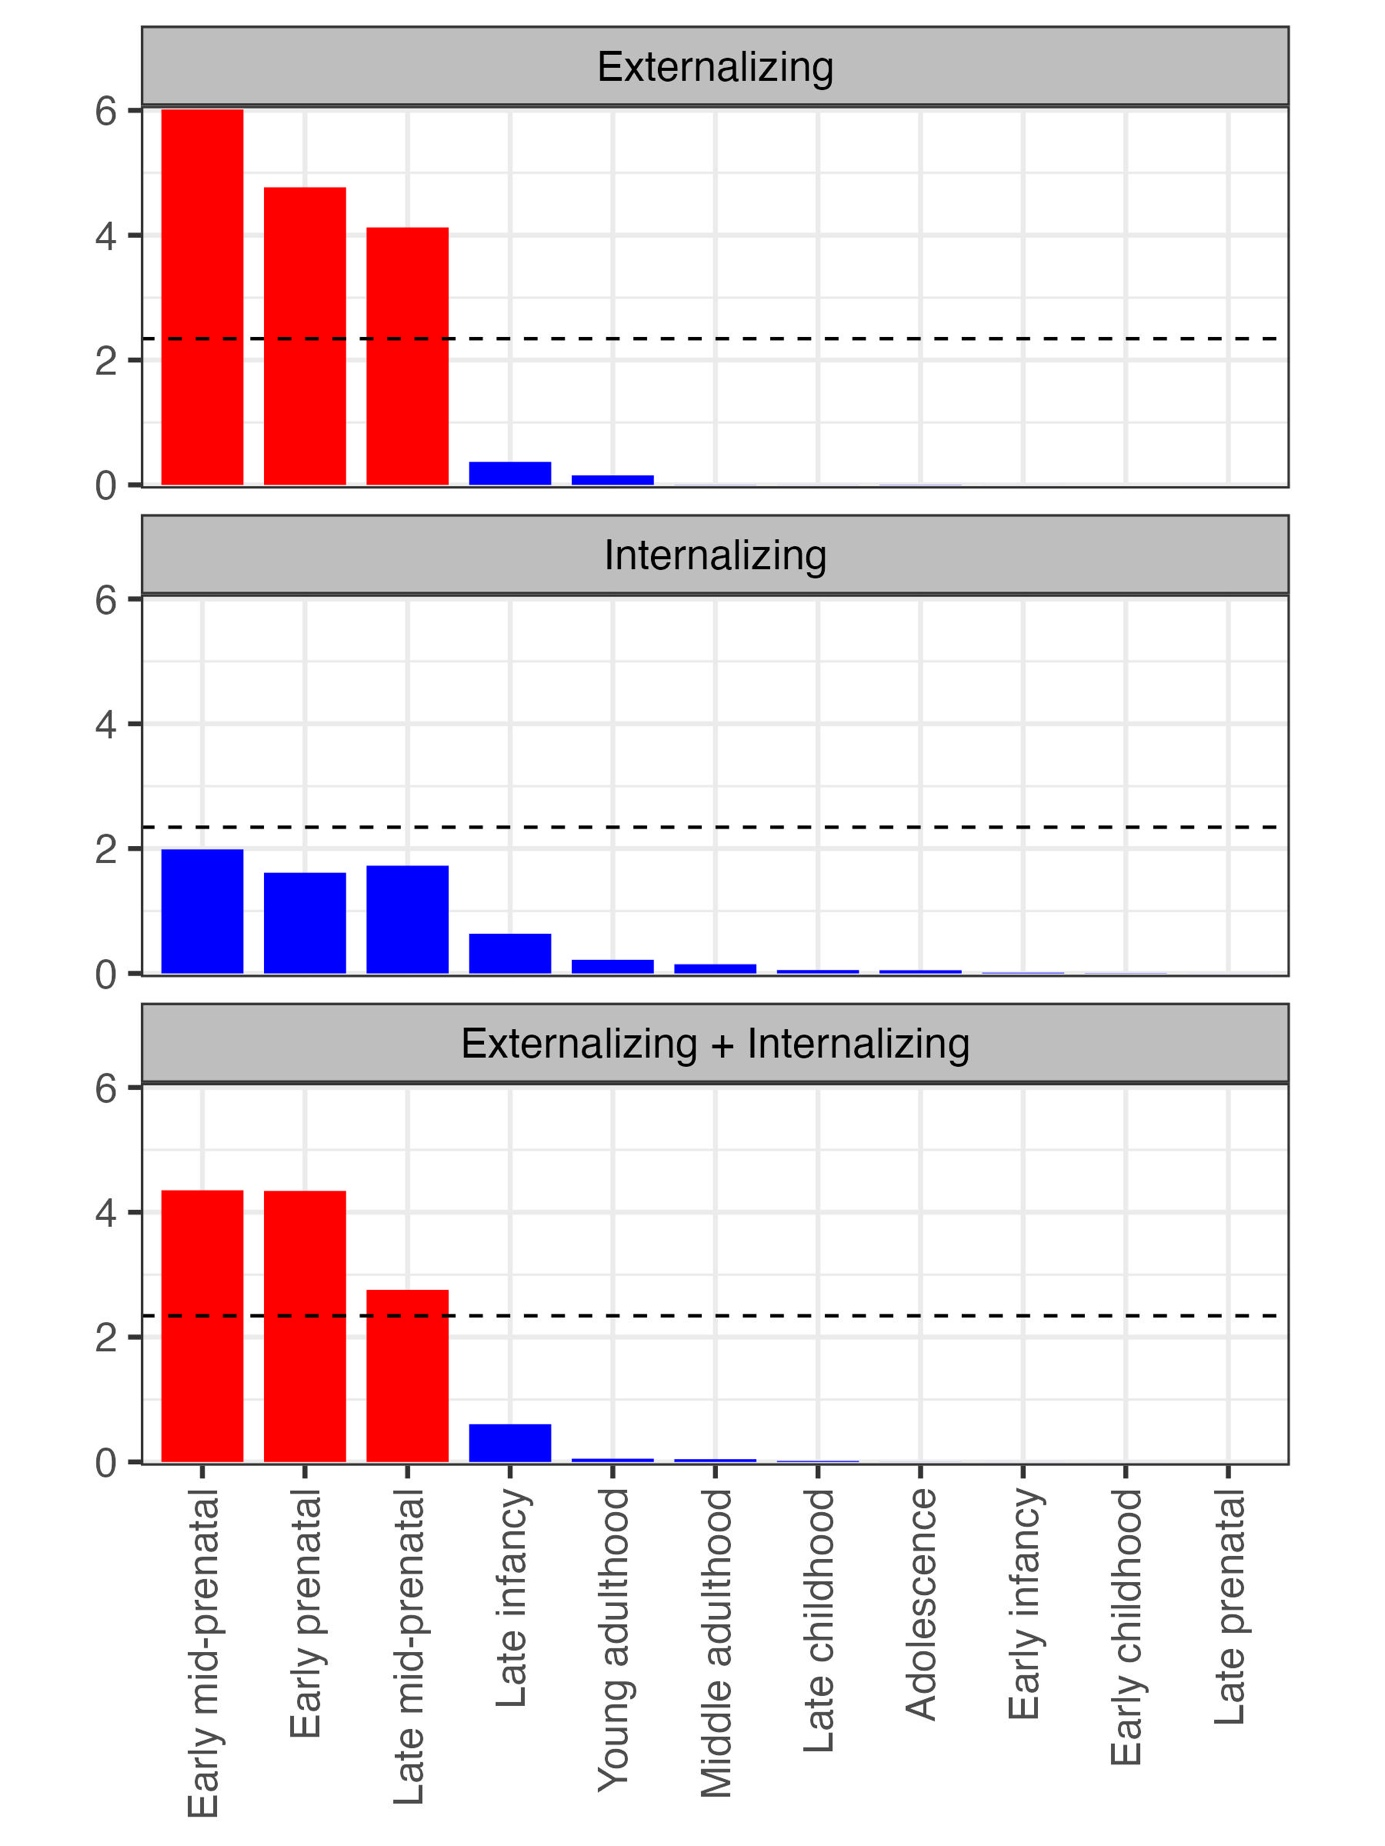 Externalizing
6
4
2
0
Internalizing
6
4
2
0
Externalizing + Internalizing
6
4
2
0
Early mid-prenatal
Early prenatal
Late mid-prenatal
Late infancy
Young adulthood
Middle adulthood
Late childhood
Adolescence
Early infancy
Early childhood
Late prenatal